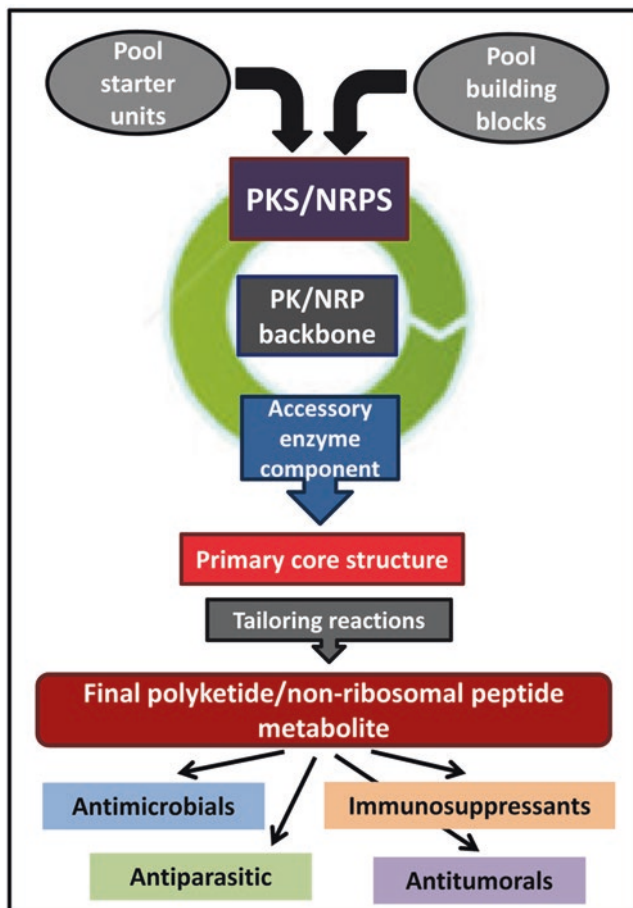 Pool
starter
units
Pool
building
blocks
PKS/NRPS
PK/NRP
backbone
Accessory
enzyme
component
Primary core structure
Tailoring reactions
Final polyketide/non-ribosomal peptide
metabolite
Antimicrobials
Immunosuppressants
Antiparasitic
Antitumorals